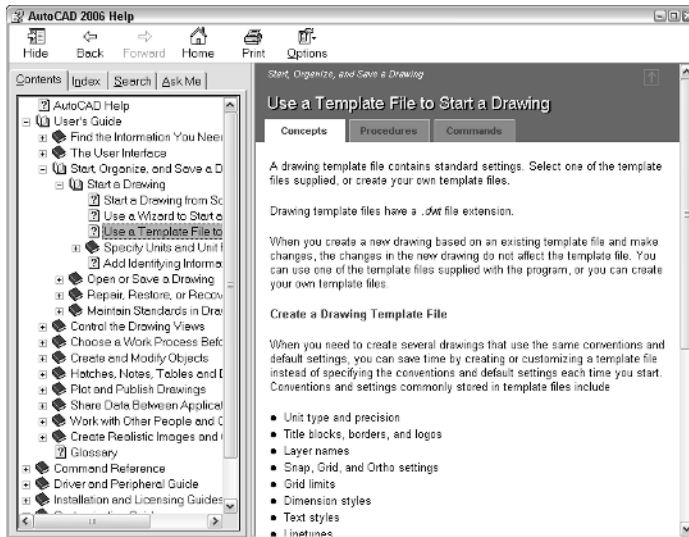 AutoCAD 2006 Help
Hide Back Forward Home Print Options
Contents Index Search Ask Me
AutoCAD Help
User's Guide
Find the Information You Need
The User Interface
Start, Organize, and Save a D
Start a Drawing
Start a Drawing from Sc
Use a Wizard to Start a
Use a Template File to
Specify Units and Unit F
Add Identifying Informa
Open or Save a Drawing
Repair, Restore, or Recov
Maintain Standards in Draw
Control the Drawing Views
Choose a Work Process Befo
Create and Modify Objects
Hatches, Notes, Tables and D
Plot and Publish Drawings
Share Data Between Applicat
Work with Other People and O
Create Realistic Images and
Glossary
Command Reference
Driver and Peripheral Guide
Installation and Licensing Guides
Start, Organize, and Save a Drawing
Use a Template File to Start a Drawing
Concepts Procedures Commands
A drawing template file contains standard settings. Select one of the template
files supplied, or create your own template files.
Drawing template files have a .dwt file extension.
When you create a new drawing based on an existing template file and make
changes, the changes in the new drawing do not affect the template file. You
can use one of the template files supplied with the program, or you can create
your own template files.
Create a Drawing Template File
When you need to create several drawings that use the same conventions and
default settings, you can save time by creating or customizing a template file
instead of specifying the conventions and default settings each time you start.
Conventions and settings commonly stored in template files include
• Unit type and precision
• Title blocks, borders, and logos
• Layer names
• Snap, Grid, and Ortho settings
• Grid limits
• Dimension styles
• Text styles
• Linetypes